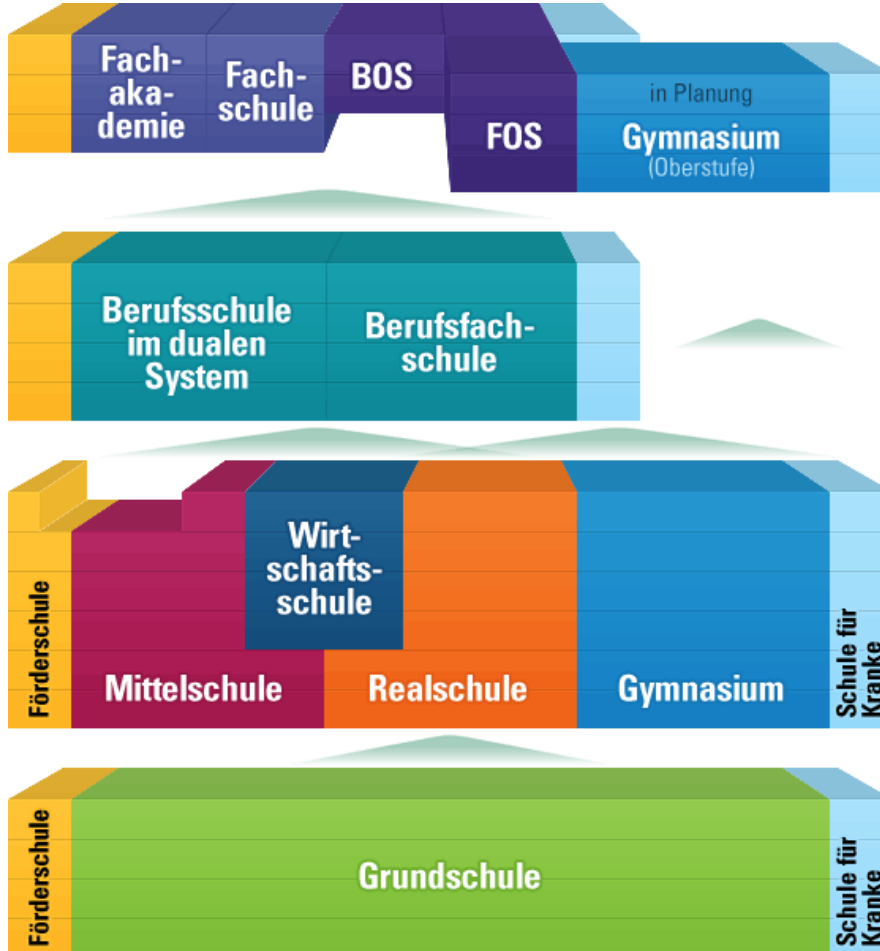 Fach-
aka-
demie
Fach-
schule
BOS
FOS
in Planung
Gymnasium
(Oberstufe)
Berufsschule
im dualen
System
Berufsfach-
schule
Förderschule
Mittelschule
Wirt-
schafts-
schule
Realschule
Gymnasium
Schule für
Kranke
Förderschule
Grundschule
Schule für
Kranke